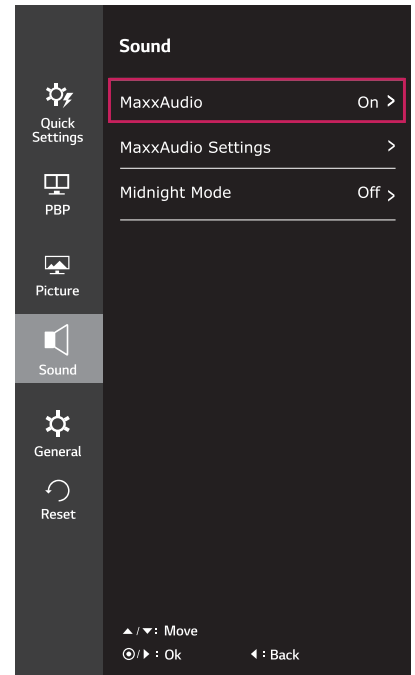 Sound
MaxxAudio On >
MaxxAudio Settings >
Midnight Mode Off >
Quick
Settings
PBP
Picture
Sound
General
Reset
▲/▼: Move
◉/▶ : Ok ◀ : Back